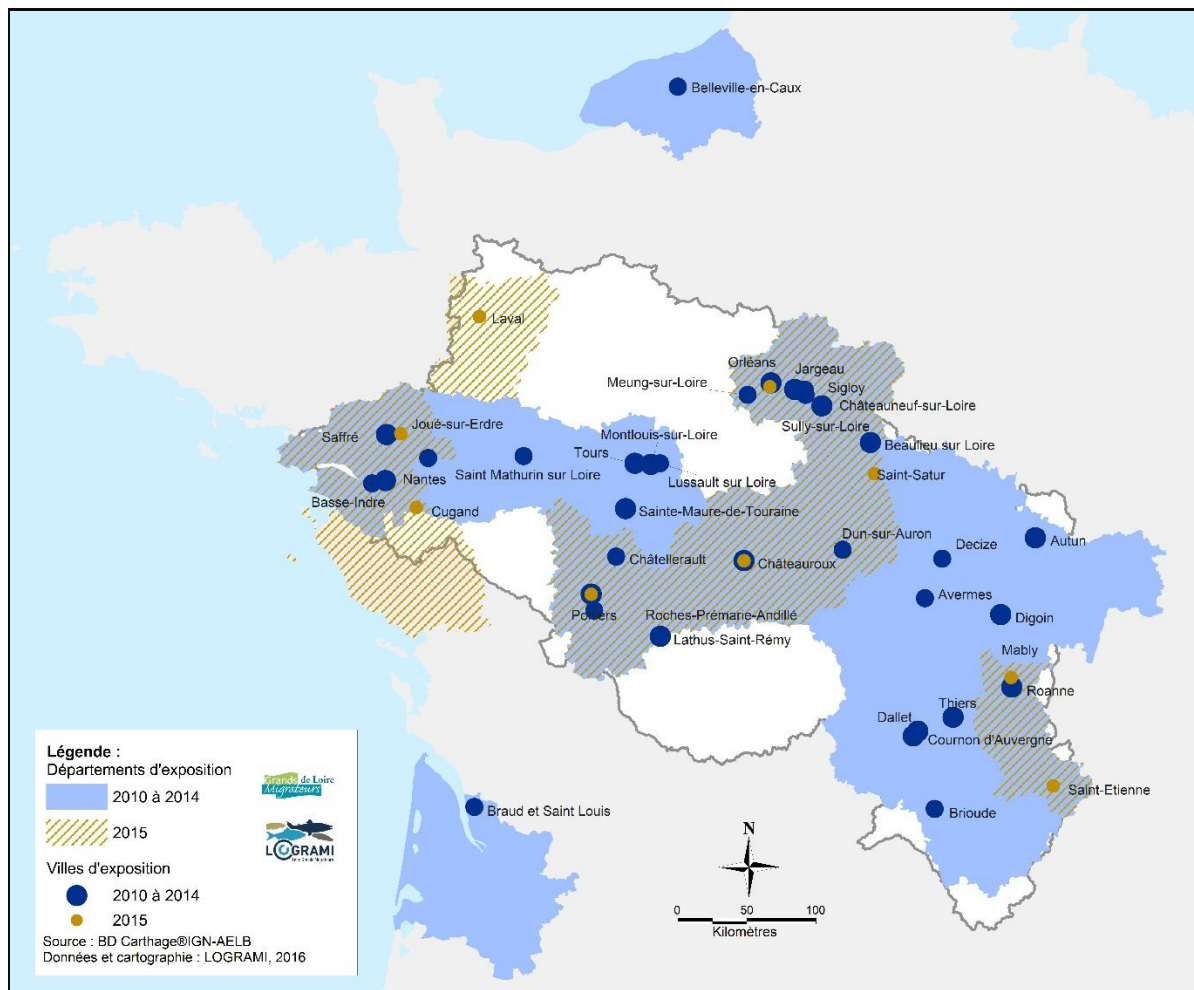 Belleville-en-Caux
Laval
Orléans
Jargeau
Meung-sur-Loire
Sigloy
Châteauneuf-sur-Loire
Joué-sur-Erdre
Saffré
Sully-sur-Loire
Montlouis-sur-Loire
Beaulieu sur Loire
Tours
Saint Mathurin sur Loire
Saint-Satur
Nantes
Lussault sur Loire
Basse-Indre
Cugand
Sainte-Maure-de-Touraine
Dun-sur-Auron
Autun
Decize
Châtellerault
Châteauroux
Avermes
Poitiers
Roches-Prémarie-Andillé
Digoin
Lathus-Saint-Rémy
Mably
Roanne
Thiers
Dallet
Cournon d'Auvergne
Saint-Etienne
Braud et Saint Louis
Brioude
Légende :
Départements d'exposition
2010 à 2014
2015
Grands de Loire
Migrateurs
LOGRAMI
Villes d'exposition
2010 à 2014
2015
Source : BD Carthage®IGN-AELB
Données et cartographie : LOGRAMI, 2016
N
0 50 100
Kilomètres